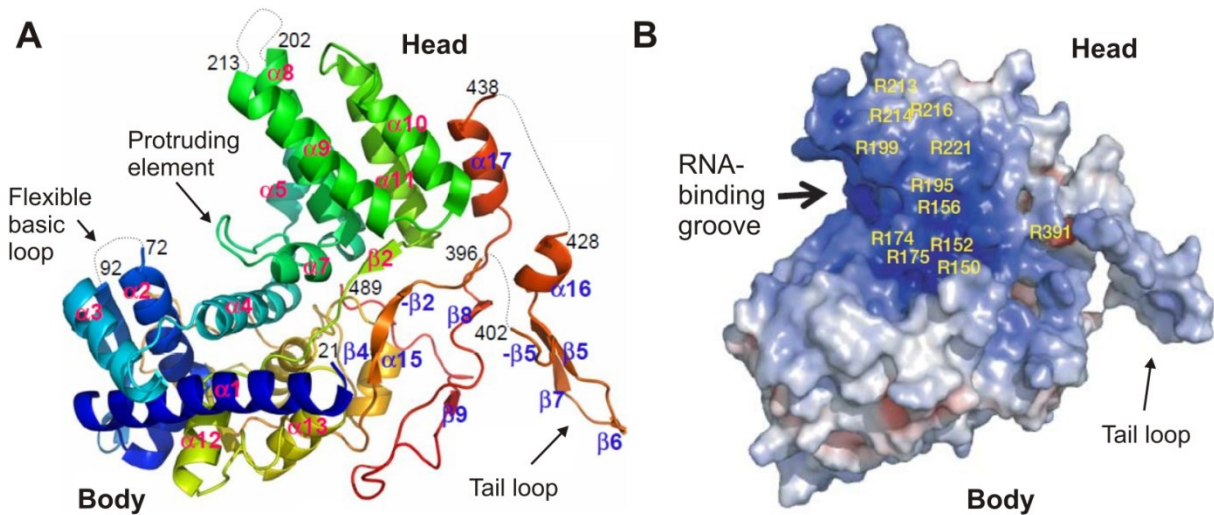 A
202
213
α8
Head
438
Protruding
element
α10
α9
α17
Flexible
basic
loop
α5
α11
72
92
α2
α7
β2
396
428
α3
α4
489
-β2
β8
α16
402
21
β4
α15
-β5
β5
α1
β7
β9
α12
α13
β6
Body
Tail loop
B
Head
R213
R216
R214
R199
R221
RNA-
binding
groove
R195
R156
R391
R174
R152
R175
R150
Tail loop
Body